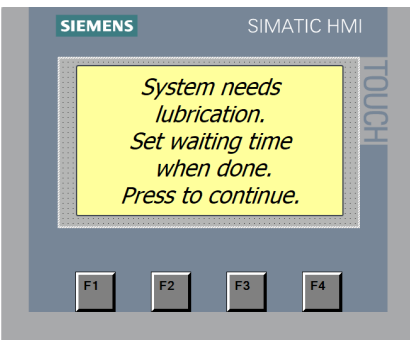 SIEMENS SIMATIC HMI
TOUCH
System needs
lubrication.
Set waiting time
when done.
Press to continue.
F1 F2 F3 F4